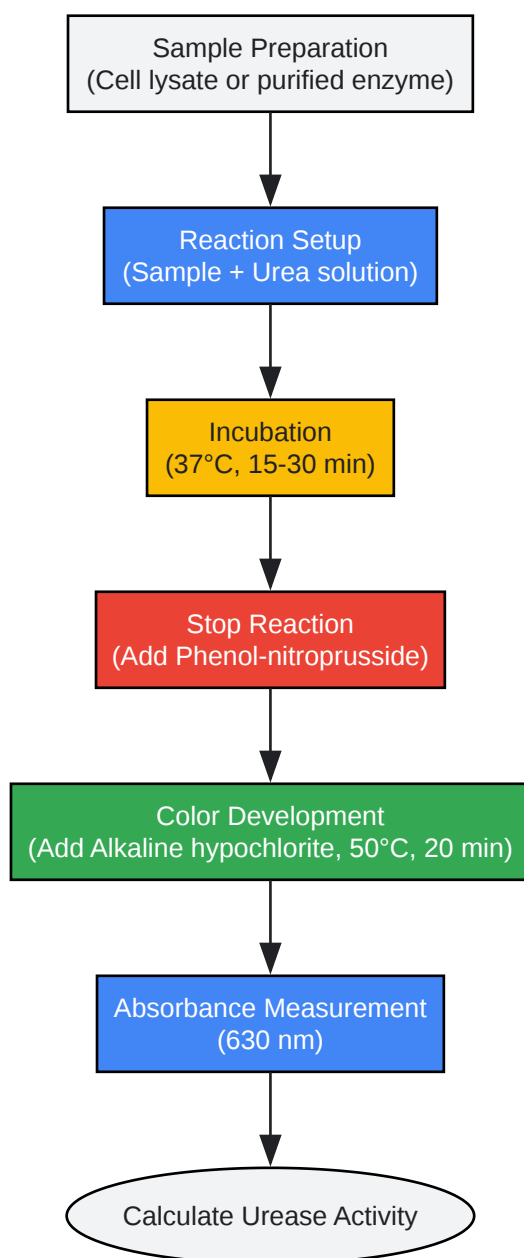 Sample Preparation
(Cell lysate or purified enzyme)
Reaction Setup
(Sample + Urea solution)
Incubation
(37°C, 15-30 min)
Stop Reaction
(Add Phenol-nitroprusside)
Color Development
(Add Alkaline hypochlorite, 50°C, 20 min)
Absorbance Measurement
(630 nm)
Calculate Urease Activity